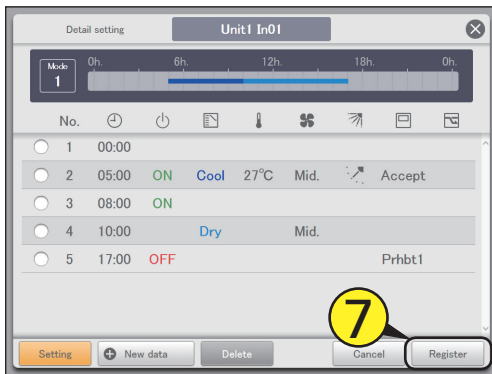 Detail setting Unit1 In01
Mode 1 0h. 6h. 12h. 18h. 0h.
No.
1 00:00
2 05:00 ON Cool 27°C Mid. Accept
3 08:00 ON
4 10:00 Dry Mid.
5 17:00 OFF Prhbt1
7
Setting New data Delete Cancel Register